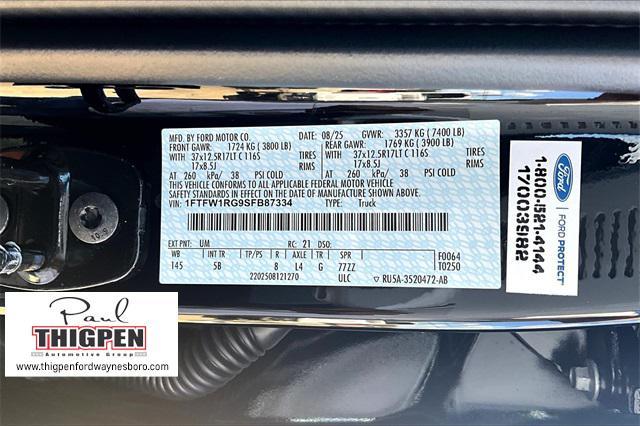 MFD. BY FORD MOTOR CO. 08/25 GVWR: 3357 KG ( 7400 LB)
FRONT GAWR: 1724 KG ( 3800 LB) REAR GAWR: 1769 KG ( 3900 LB)
WITH 37x12.5R17LT C 116S TIRES WITH 37x12.5R17LT C 116S TIRES
17x8.5J RIMS 17x8.5J RIMS
AT 260 kPa/ 38 PSI COLD AT 260 kPa/ 38 PSI COLD
THIS VEHICLE CONFORMS TO ALL APPLICABLE FEDERAL MOTOR VEHICLE
SAFETY STANDARDS IN EFFECT ON THE DATE OF MANUFACTURE SHOWN ABOVE.
VIN: 1FTFW1RG9SFB87334 TYPE: Truck
EXT PNT: UM RC: 21 DSO: F0064
WB INT TR TP/PS R AXLE TR SPR T0250
145 5B 8 L4 G 77ZZ
2202508121270 ULC RU5A-3520472-AB
Ford
FORD PROTECT
1-800-521-4144
17003SH2
10.9
Paul
THIGPEN
Automotive Group
www.thigpenfordwaynesboro.com